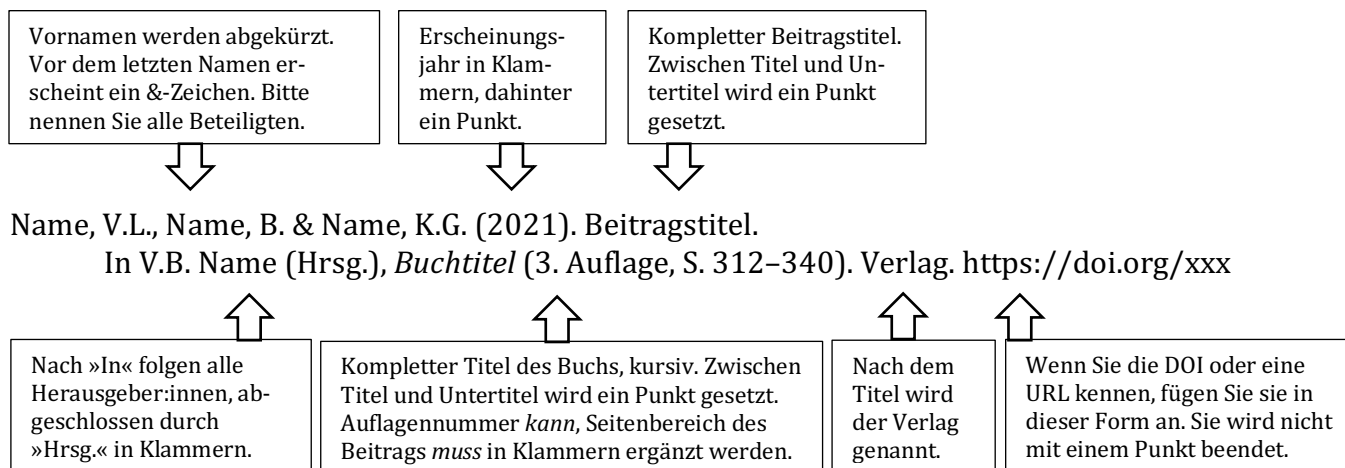 Vornamen werden abgekürzt.
Vor dem letzten Namen er-
scheint ein &-Zeichen. Bitte
nennen Sie alle Beteiligten.
Erscheinungs-
jahr in Klam-
mern, dahinter
ein Punkt.
Kompletter Beitragstitel.
Zwischen Titel und Un-
tertitel wird ein Punkt
gesetzt.
Name, V.L., Name, B. & Name, K.G. (2021). Beitragstitel.
In V.B. Name (Hrsg.), Buchtitel (3. Auflage, S. 312–340). Verlag. https://doi.org/xxx
Nach »In« folgen alle
Herausgeber:innen, ab-
geschlossen durch
»Hrsg.« in Klammern.
Kompletter Titel des Buchs, kursiv. Zwischen
Titel und Untertitel wird ein Punkt gesetzt.
Auflagennummer kann, Seitenbereich des
Beitrags muss in Klammern ergänzt werden.
Nach dem
Titel wird
der Verlag
genannt.
Wenn Sie die DOI oder eine
URL kennen, fügen Sie sie in
dieser Form an. Sie wird nicht
mit einem Punkt beendet.